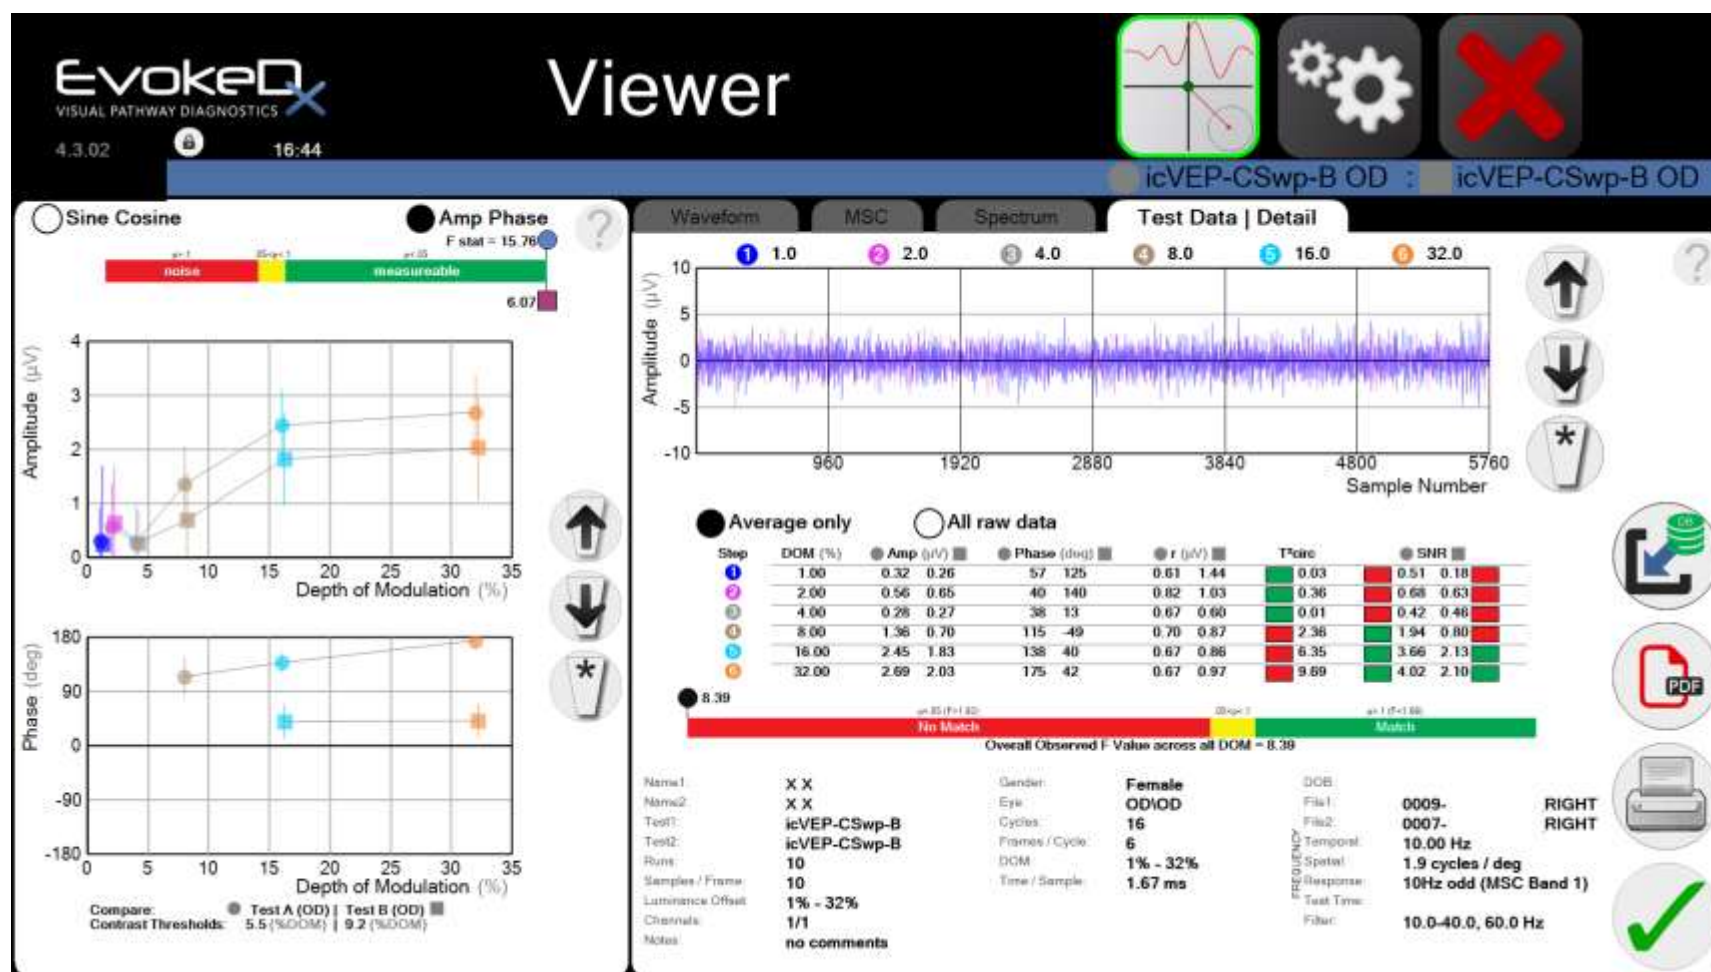 EvokeDx
VISUAL PATHWAY DIAGNOSTICS
4.3.02
16:44
Viewer
icVEP-CSwp-B OD : icVEP-CSwp-B OD
Sine Cosine
Amp Phase
?
F stat = 15.76
noise
measureable
6.07
Amplitude (µV)
4
3
2
1
0
0 5 10 15 20 25 30 35
Depth of Modulation (%)
Phase (deg)
180
90
0
-90
-180
0 5 10 15 20 25 30 35
Depth of Modulation (%)
Compare: Test A (OD) | Test B (OD)
Contrast Thresholds: 5.5 (%DOM) | 9.2 (%DOM)
*
Waveform MSC Spectrum Test Data | Detail
1 1.0 2 2.0 3 4.0 4 8.0 5 16.0 6 32.0
?
Amplitude (µV)
10
5
0
-5
-10
960 1920 2880 3840 4800 5760
Sample Number
*
Average only All raw data
Step DOM (%) Amp (µV) Phase (deg) r (µV) T²circ SNR
1 1.00 0.32 0.26 57 125 0.61 1.44 0.03 0.51 0.18
2 2.00 0.56 0.65 40 140 0.82 1.03 0.36 0.68 0.63
3 4.00 0.28 0.27 38 13 0.67 0.60 0.01 0.42 0.46
4 8.00 1.36 0.70 115 -49 0.70 0.87 2.36 1.94 0.80
5 16.00 2.45 1.83 138 40 0.67 0.86 6.35 3.66 2.13
6 32.00 2.69 2.03 175 42 0.67 0.97 9.69 4.02 2.10
8.39
No Match
Match
Overall Observed F Value across all DOM = 8.39
Name1: X X Gender: Female DOB:
Name2: X X Eye: OD\OD File1: 0009- RIGHT
Test1: icVEP-CSwp-B Cycles: 16 File2: 0007- RIGHT
Test2: icVEP-CSwp-B Frames / Cycle: 6 Temporal: 10.00 Hz
Runs: 10 DOM: 1% - 32% Spatial: 1.9 cycles / deg
Samples / Frame: 10 Time / Sample: 1.67 ms Response: 10Hz odd (MSC Band 1)
FREQUENCY
Luminance Offset: 1% - 32% Test Time:
Channels: 1/1 Filter: 10.0-40.0, 60.0 Hz
Notes: no comments
DB
PDF